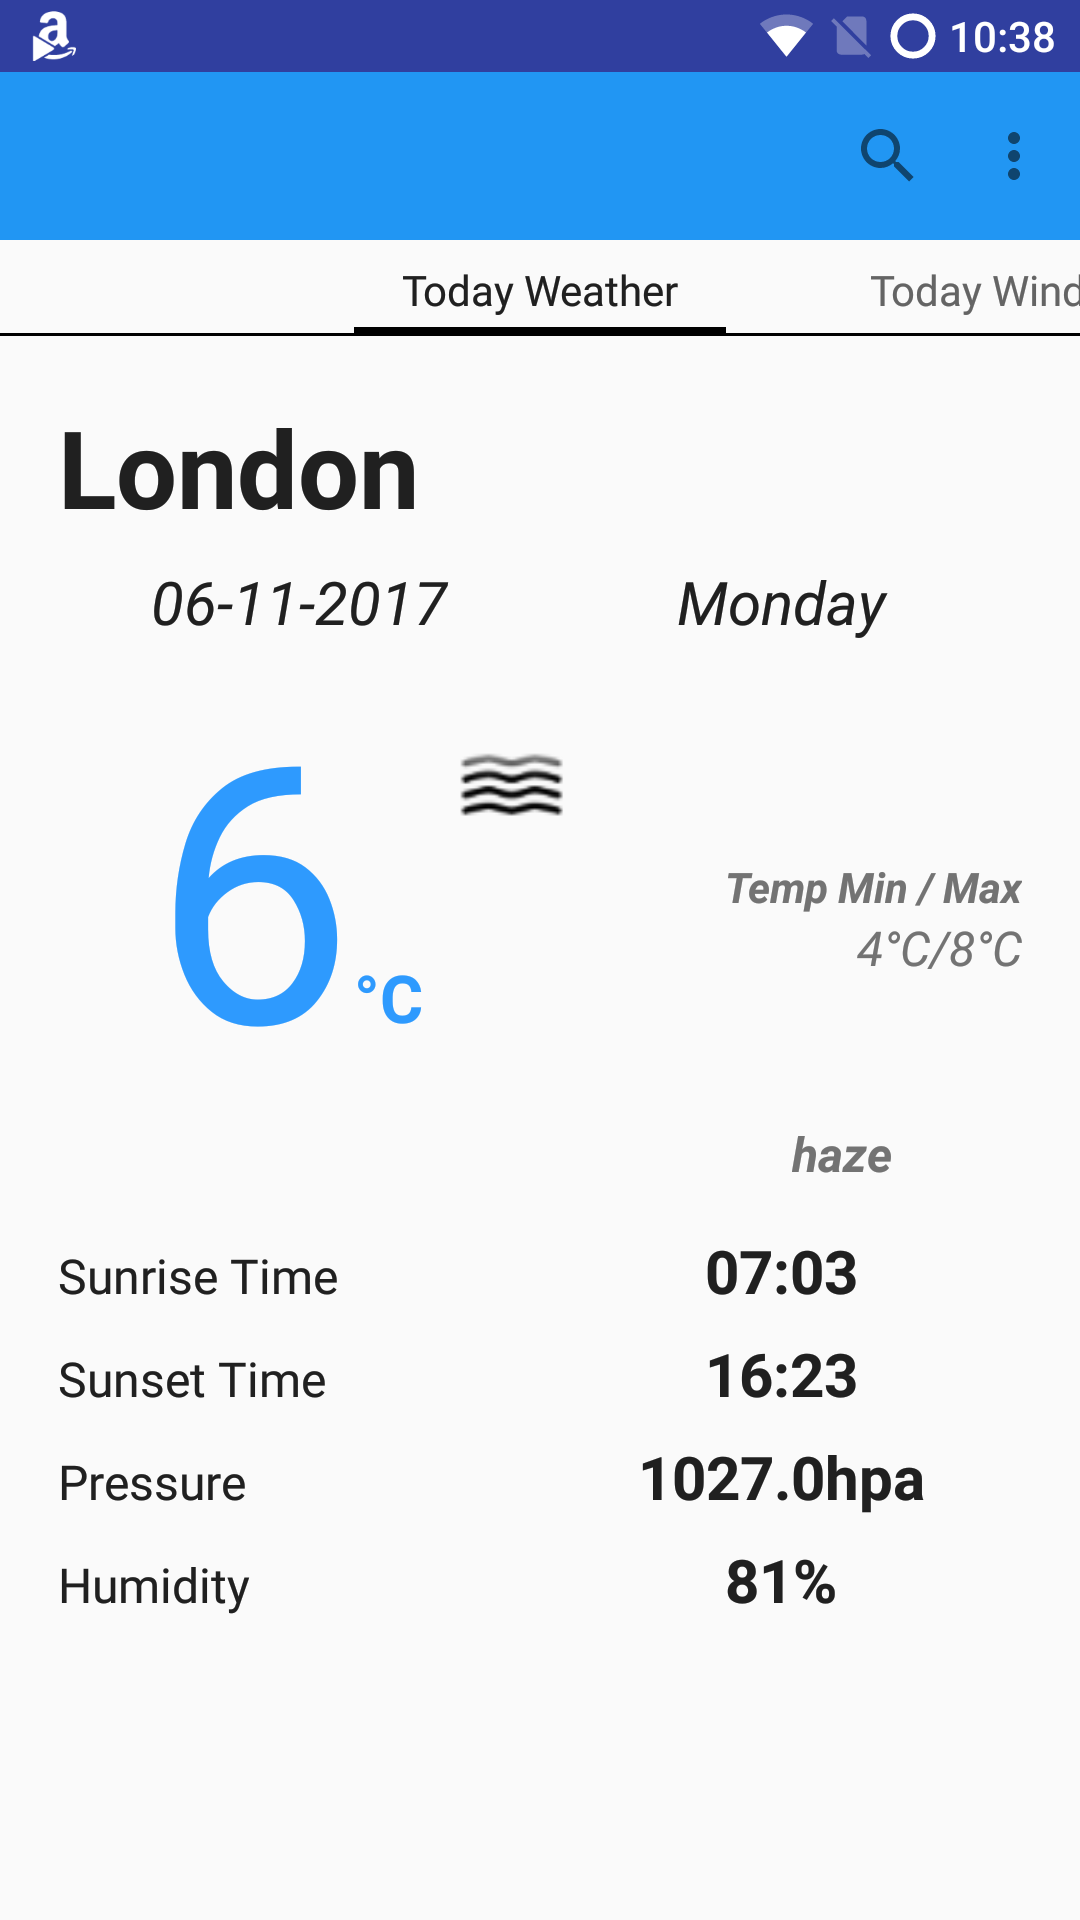 10:38
Today Weather
Today Wind
London
06-11-2017 Monday
6 °C
Temp Min / Max
4°C/8°C
haze
Sunrise Time 07:03
Sunset Time 16:23
Pressure 1027.0hpa
Humidity 81%